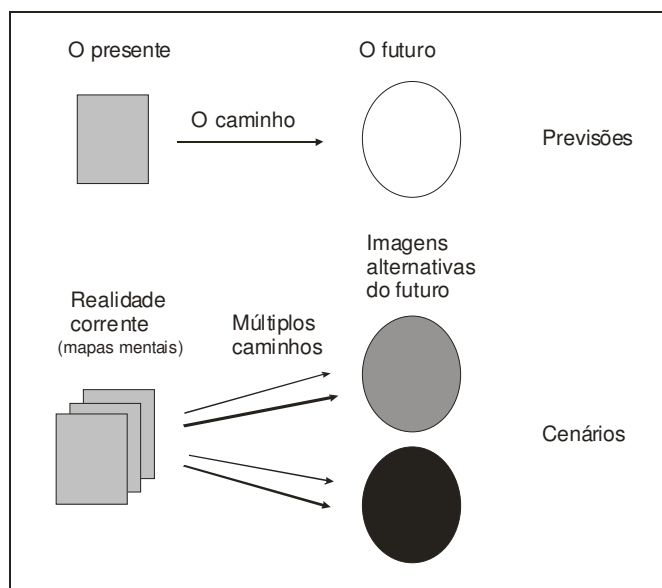 O presente
O futuro
O caminho
Previsões
Imagens
alternativas
do futuro
Realidade
corrente
(mapas mentais)
Múltiplos
caminhos
Cenários